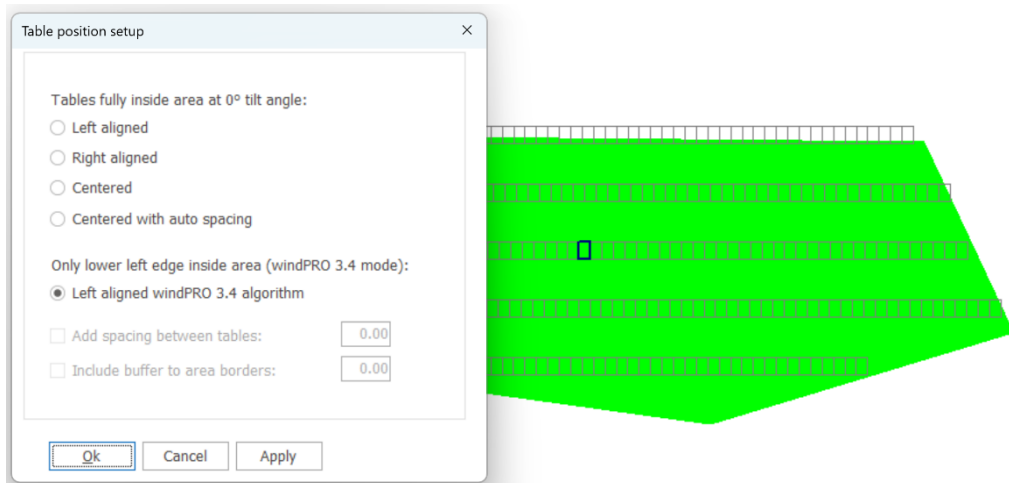 Table position setup
Tables fully inside area at 0º tilt angle:
Left aligned
Right aligned
Centered
Centered with auto spacing
Only lower left edge inside area (windPRO 3.4 mode):
Left aligned windPRO 3.4 algorithm
Add spacing between tables: 0.00
Include buffer to area borders: 0.00
Ok Cancel Apply